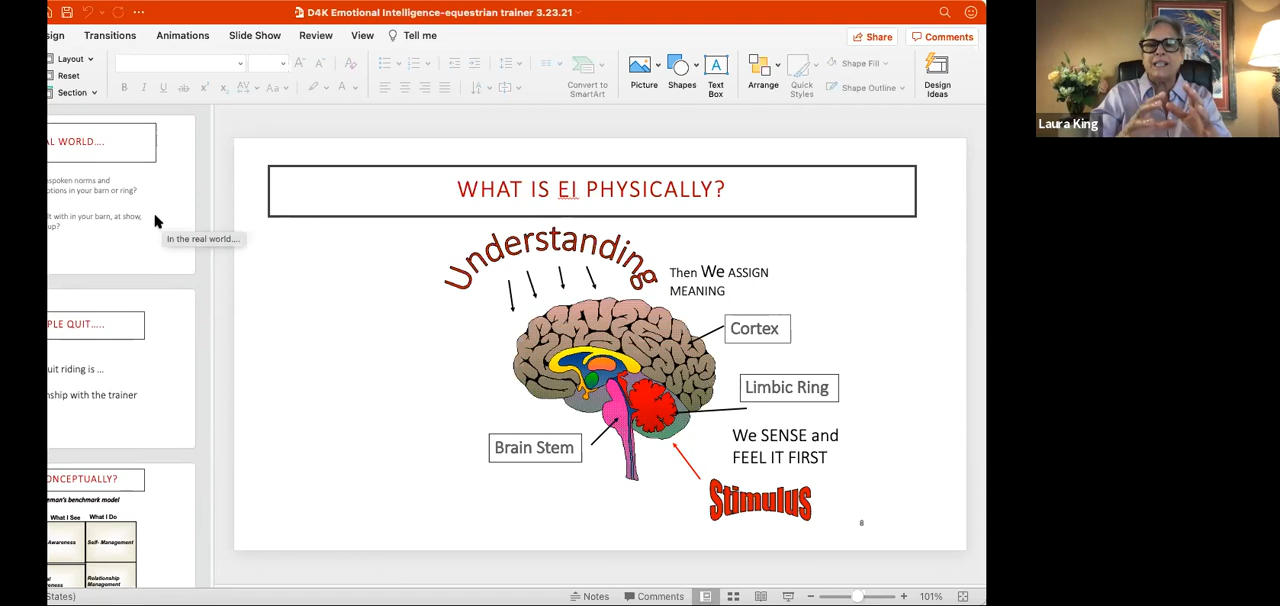 D4K Emotional Intelligence-equestrian trainer 3.23.21
sign Transitions Animations Slide Show Review View Tell me
Share Comments
Layout
Reset
Section
Convert to
SmartArt
Picture
Shapes
Text
Box
Arrange
Quick
Styles
Shape Fill
Shape Outline
Design
Ideas
AL WORLD....
spoken norms and
ptions in your barn or ring?
lt with in your barn, at show,
up?
In the real world....
PLE QUIT.....
uit riding is ...
nship with the trainer
ONCEPTUALLY?
eman's benchmark model
What I See What I Do
Awareness Self- Management
Relationship
Management
WHAT IS EI PHYSICALLY?
Understanding
Then We ASSIGN
MEANING
Cortex
Limbic Ring
We SENSE and
FEEL IT FIRST
Brain Stem
Stimulus
8
States)
Notes Comments 101%
Laura King